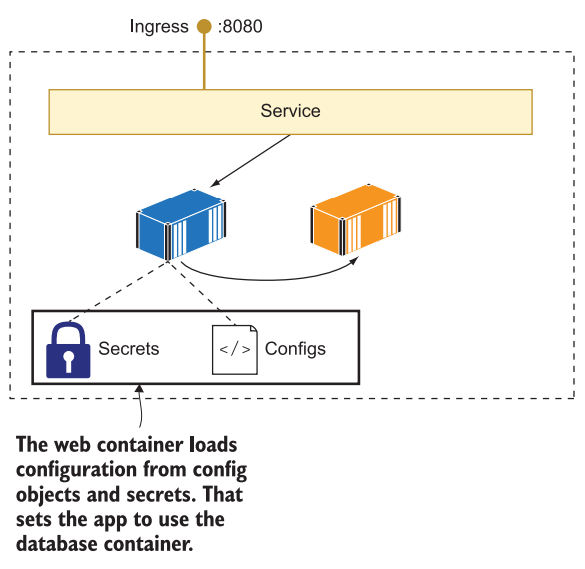 Ingress :8080
Service
Secrets
</> Configs
The web container loads
configuration from config
objects and secrets. That
sets the app to use the
database container.